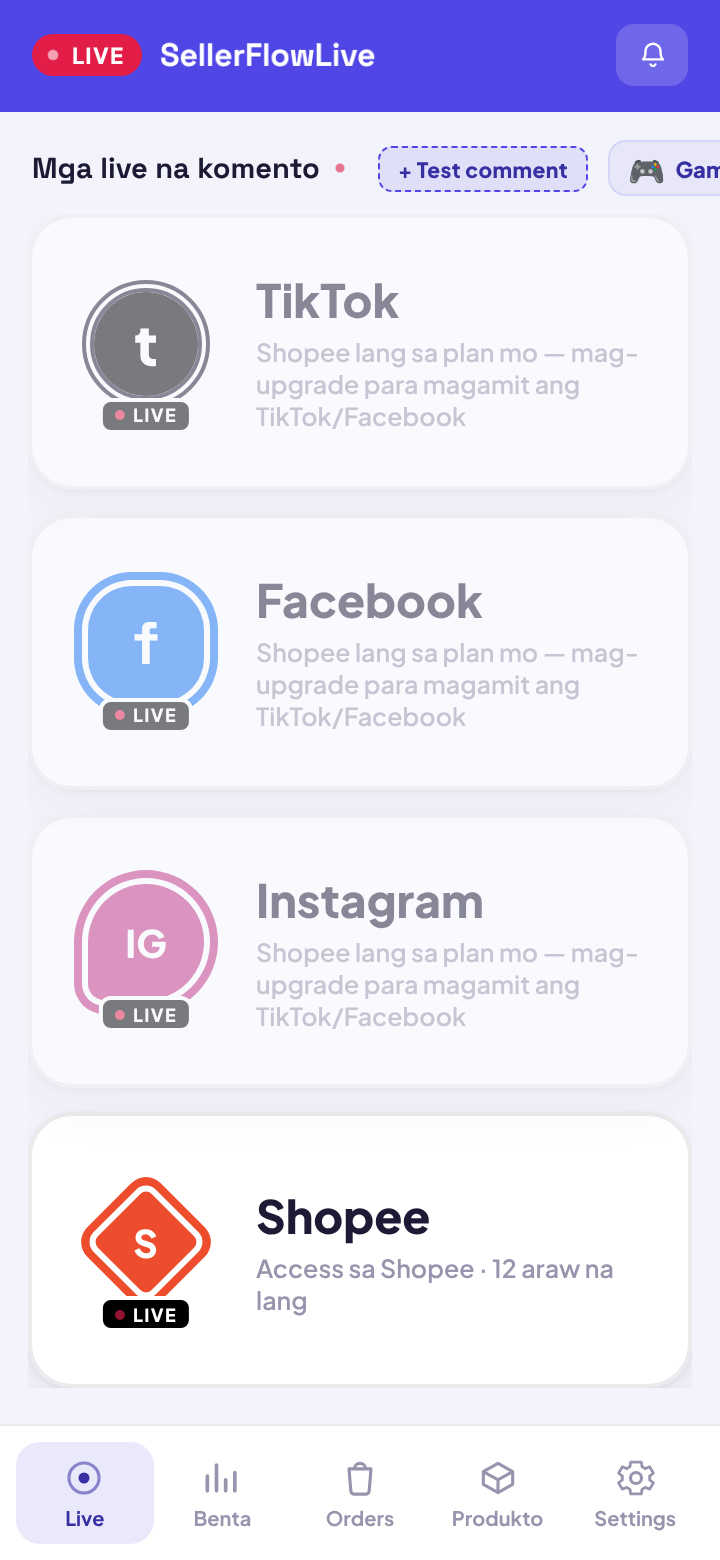 LIVE SellerFlowLive
Mga live na komento + Test comment 🎮 Gam
t
LIVE
TikTok
Shopee lang sa plan mo — mag-
upgrade para magamit ang
TikTok/Facebook
f
LIVE
Facebook
Shopee lang sa plan mo — mag-
upgrade para magamit ang
TikTok/Facebook
IG
LIVE
Instagram
Shopee lang sa plan mo — mag-
upgrade para magamit ang
TikTok/Facebook
S
LIVE
Shopee
Access sa Shopee · 12 araw na
lang
Live Benta Orders Produkto Settings